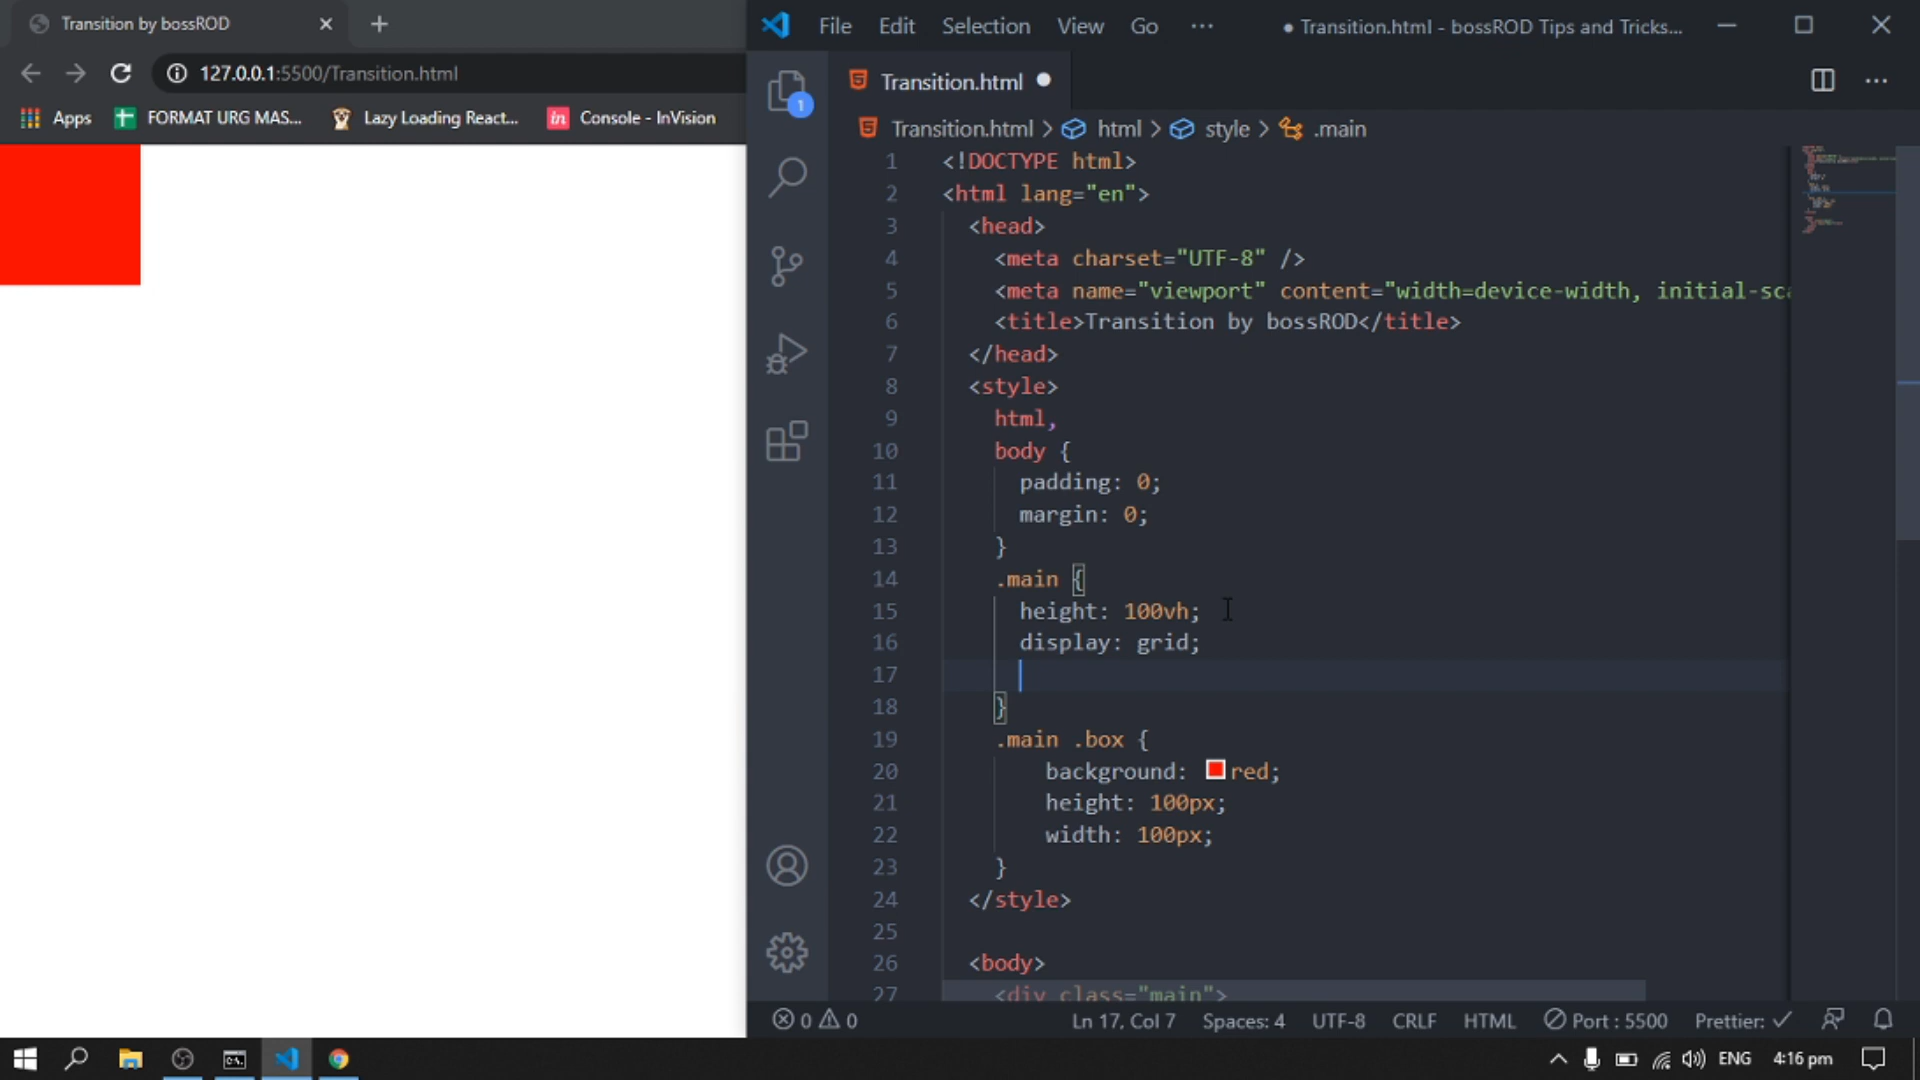 Transition by bossROD
127.0.0.1:5500/Transition.html
Apps
FORMAT URG MAS...
Lazy Loading React...
in
Console - InVision
File Edit Selection View Go ···
● Transition.html - bossROD Tips and Tricks...
1
Transition.html ●
Transition.html > html > style > .main
1 <!DOCTYPE html>
2 <html lang="en">
3 <head>
4 <meta charset="UTF-8" />
5 <meta name="viewport" content="width=device-width, initial-sca
6 <title>Transition by bossROD</title>
7 </head>
8 <style>
9 html,
10 body {
11 padding: 0;
12 margin: 0;
13 }
14 .main {
15 height: 100vh;
16 display: grid;
17
18 }
19 .main .box {
20 background: red;
21 height: 100px;
22 width: 100px;
23 }
24 </style>
25
26 <body>
27 <div class="main">
0 0
Ln 17, Col 7 Spaces: 4 UTF-8 CRLF HTML Port : 5500 Prettier: ✓
ENG 4:16 pm